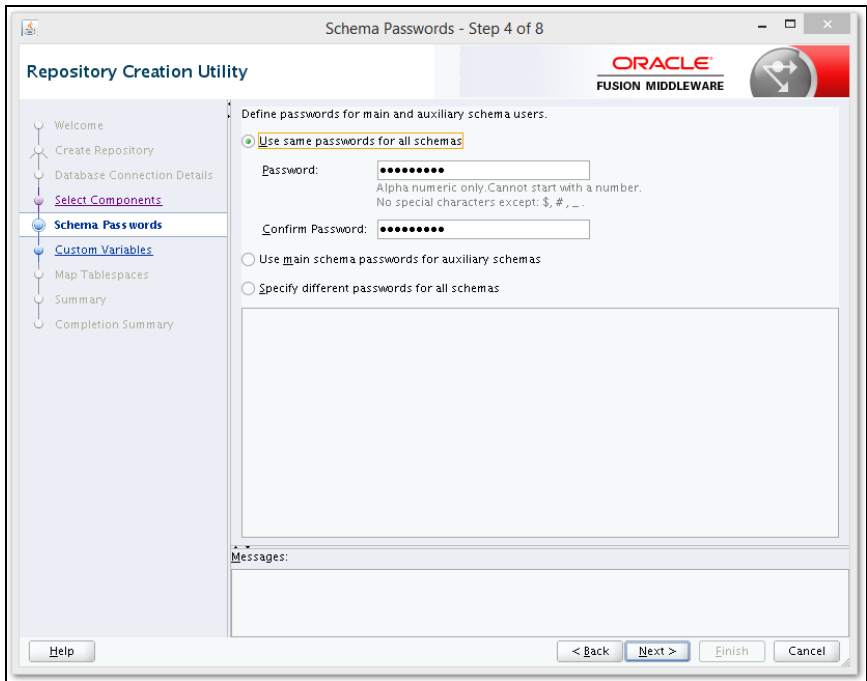 Schema Passwords - Step 4 of 8
Repository Creation Utility
ORACLE
FUSION MIDDLEWARE
Welcome
Create Repository
Database Connection Details
Select Components
Schema Passwords
Custom Variables
Map Tablespaces
Summary
Completion Summary
Define passwords for main and auxiliary schema users.
Use same passwords for all schemas
Password: •••••••••
Alpha numeric only.Cannot start with a number.
No special characters except: $, # , _ .
Confirm Password: •••••••••
Use main schema passwords for auxiliary schemas
Specify different passwords for all schemas
Messages:
Help < Back Next > Finish Cancel